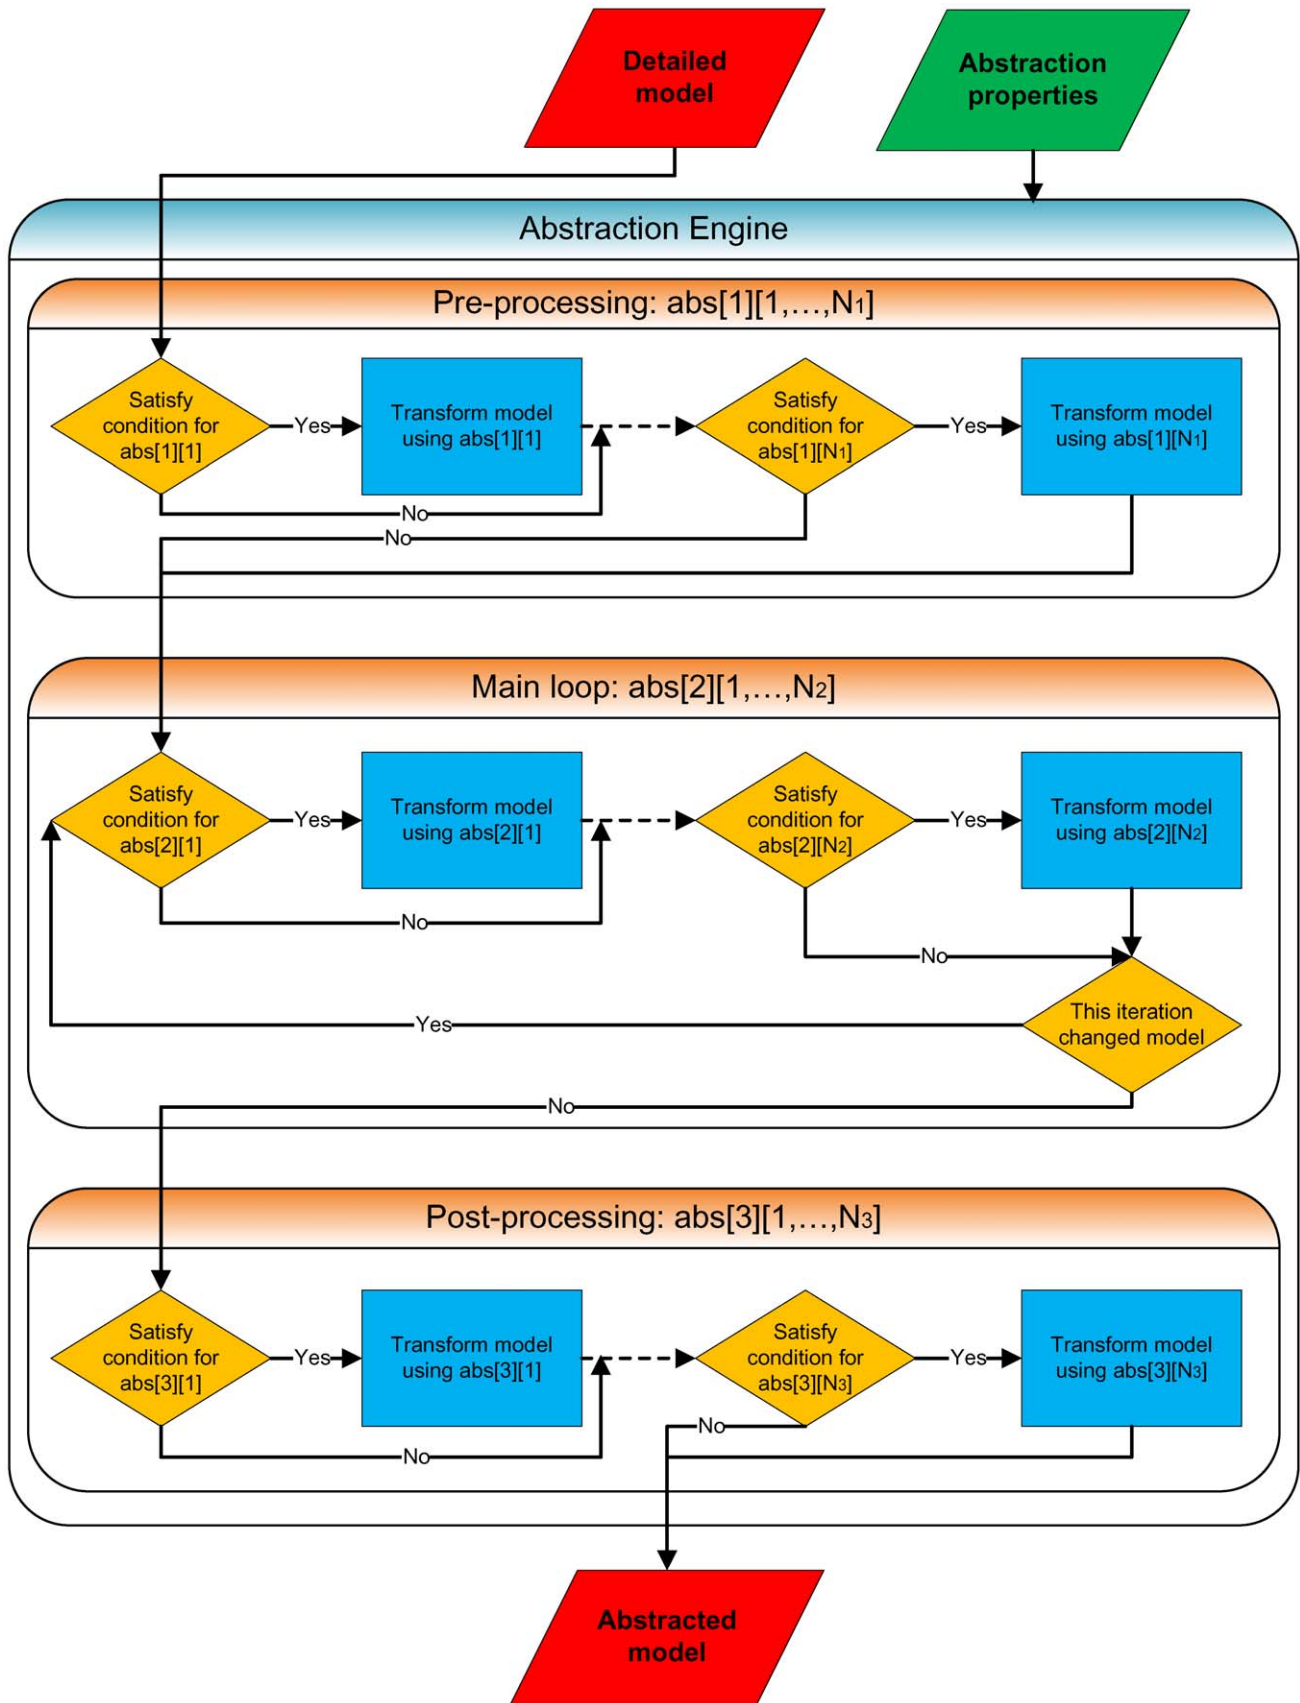 Detailed
model
Abstraction
properties
Abstraction Engine
Pre-processing: abs[1][1,…,N1]
Satisfy
condition for
abs[1][1]
Yes
Transform model
using abs[1][1]
Satisfy
condition for
abs[1][N1]
Yes
Transform model
using abs[1][N1]
No
No
Main loop: abs[2][1,…,N2]
Satisfy
condition for
abs[2][1]
Yes
Transform model
using abs[2][1]
Satisfy
condition for
abs[2][N2]
Yes
Transform model
using abs[2][N2]
No
No
This iteration
changed model
Yes
No
Post-processing: abs[3][1,…,N3]
Satisfy
condition for
abs[3][1]
Yes
Transform model
using abs[3][1]
Satisfy
condition for
abs[3][N3]
Yes
Transform model
using abs[3][N3]
No
No
Abstracted
model